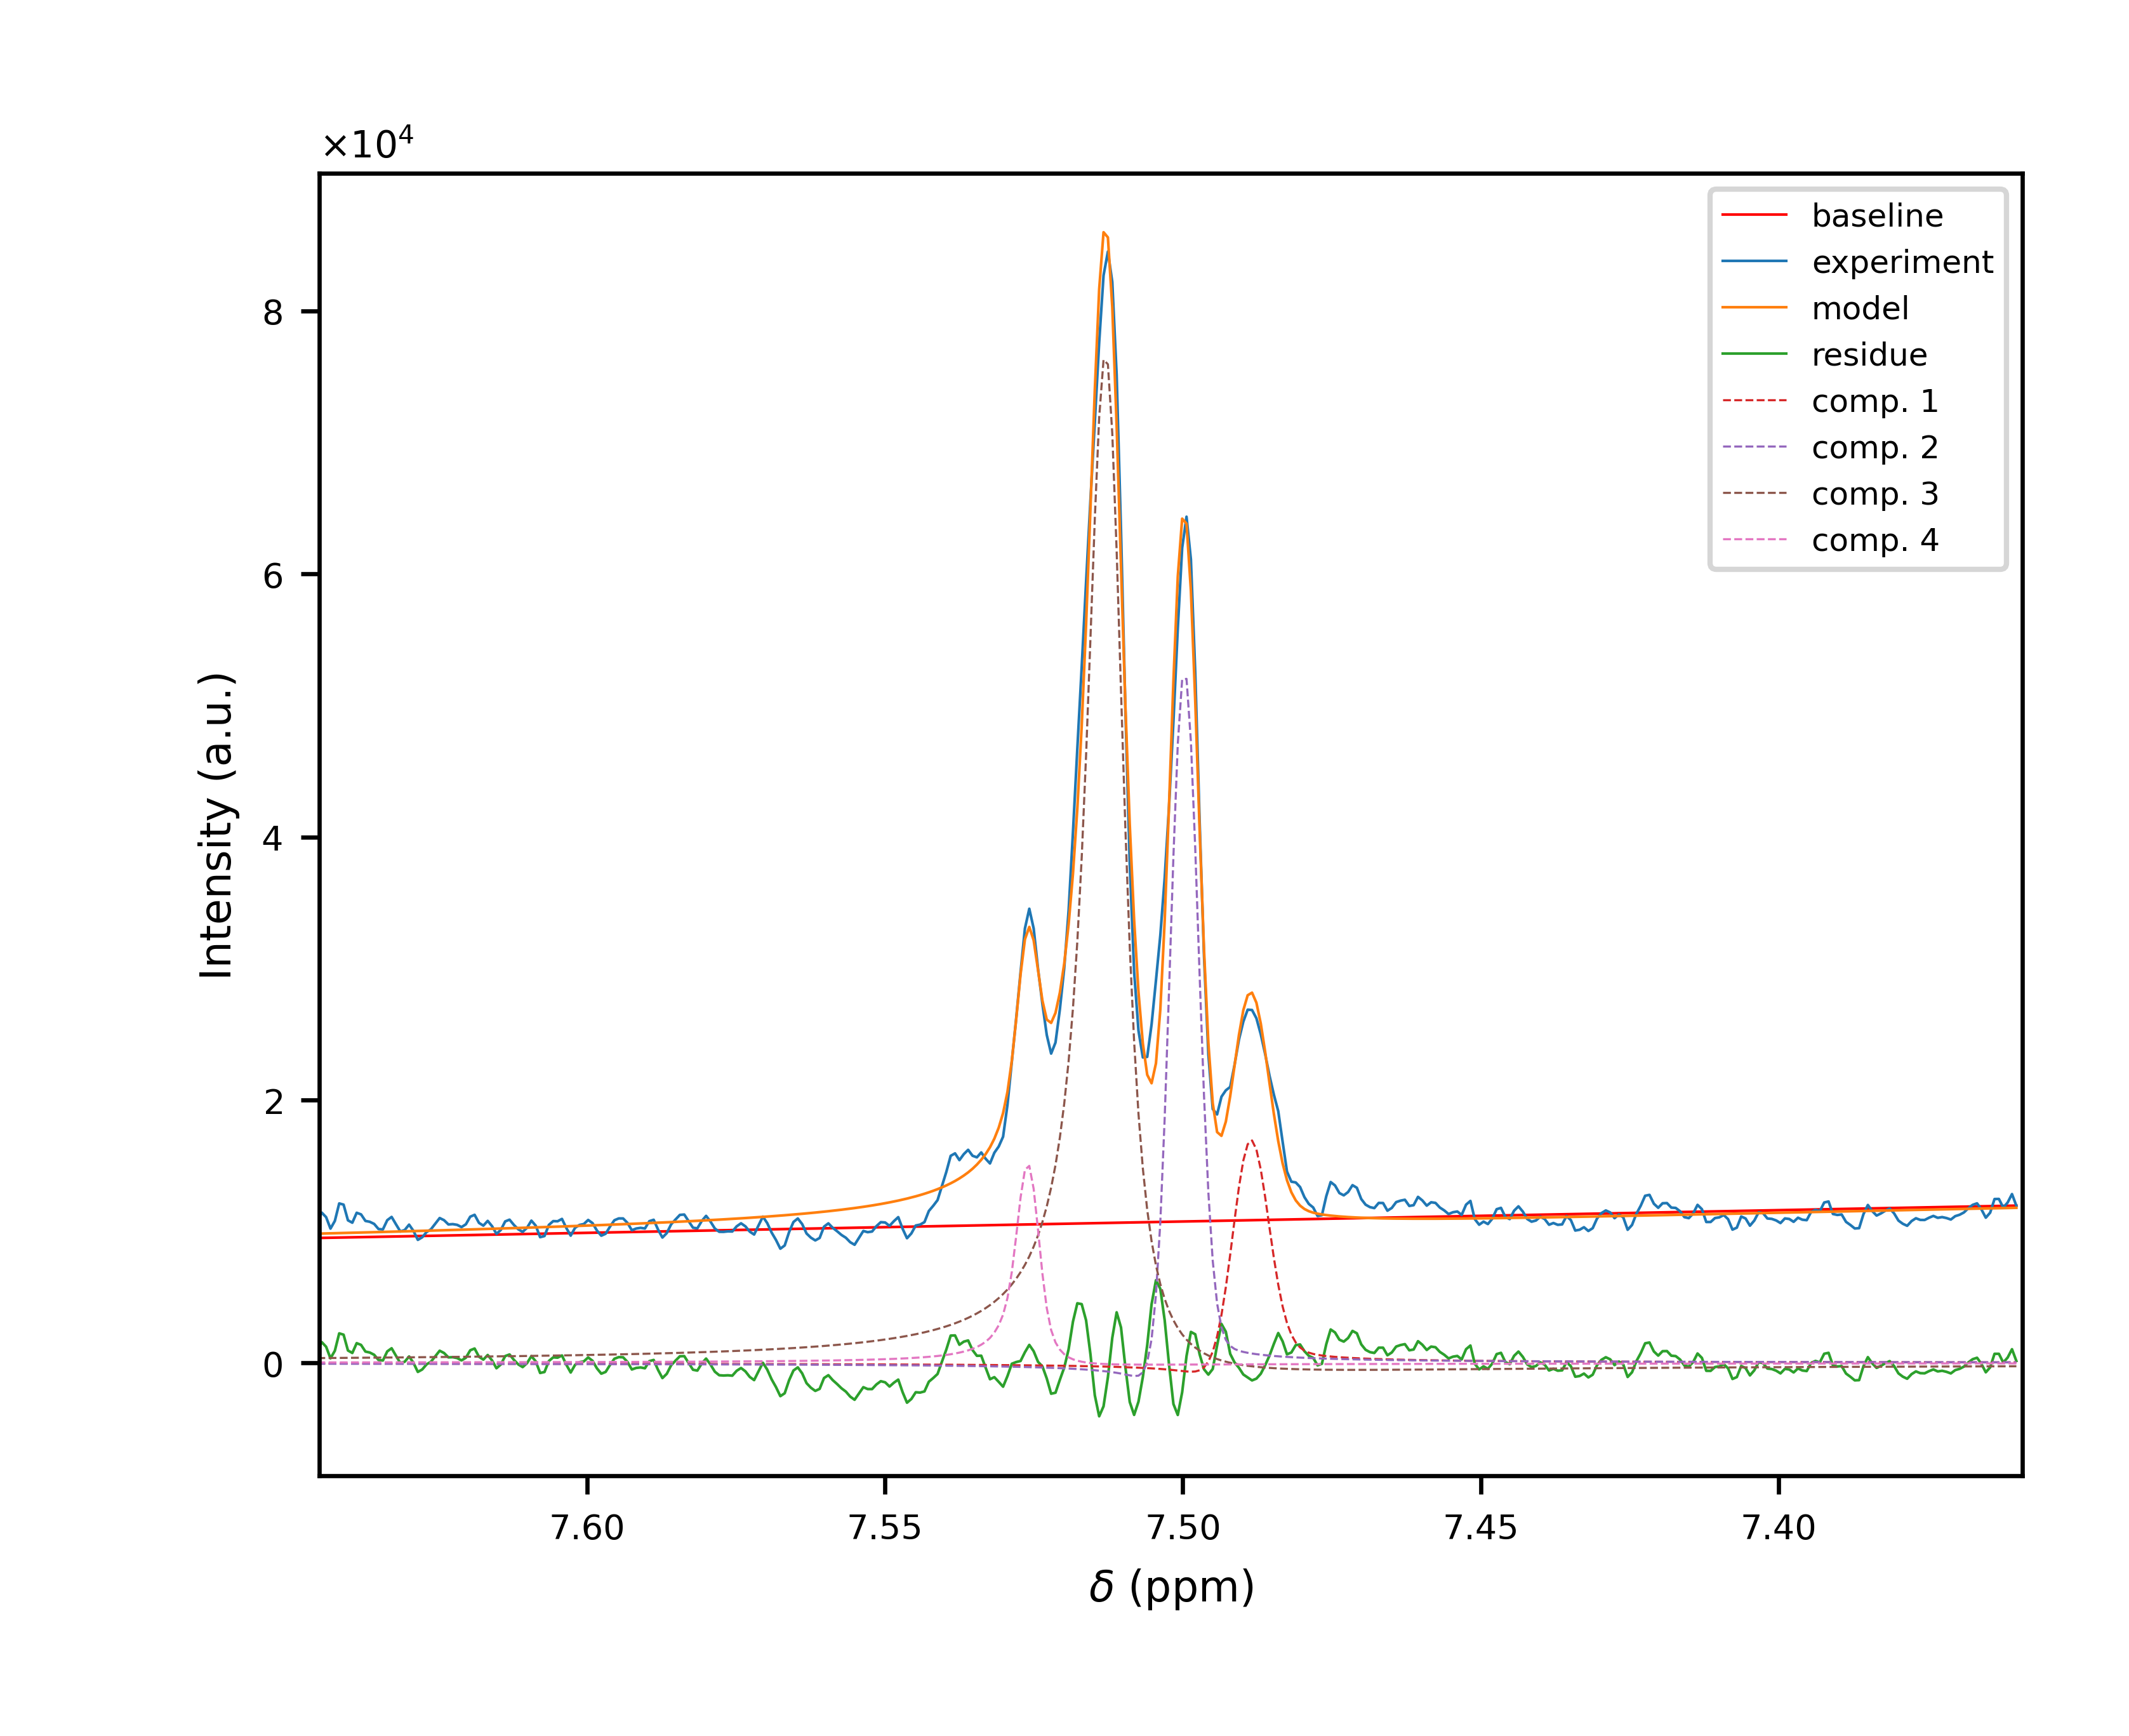 ×10⁴
8
6
4
2
0
Intensity (a.u.)
baseline
experiment
model
residue
comp. 1
comp. 2
comp. 3
comp. 4
7.60 7.55 7.50 7.45 7.40
δ (ppm)